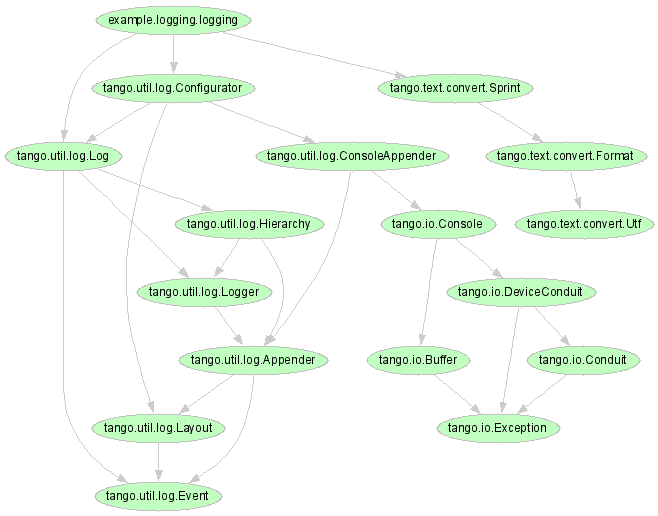 example.logging.logging
tango.util.log.Configurator
tango.text.convert.Sprint
tango.util.log.Log
tango.util.log.ConsoleAppender
tango.text.convert.Format
tango.util.log.Hierarchy
tango.io.Console
tango.text.convert.Utf
tango.util.log.Logger
tango.io.DeviceConduit
tango.util.log.Appender
tango.io.Buffer
tango.io.Conduit
tango.util.log.Layout
tango.io.Exception
tango.util.log.Event